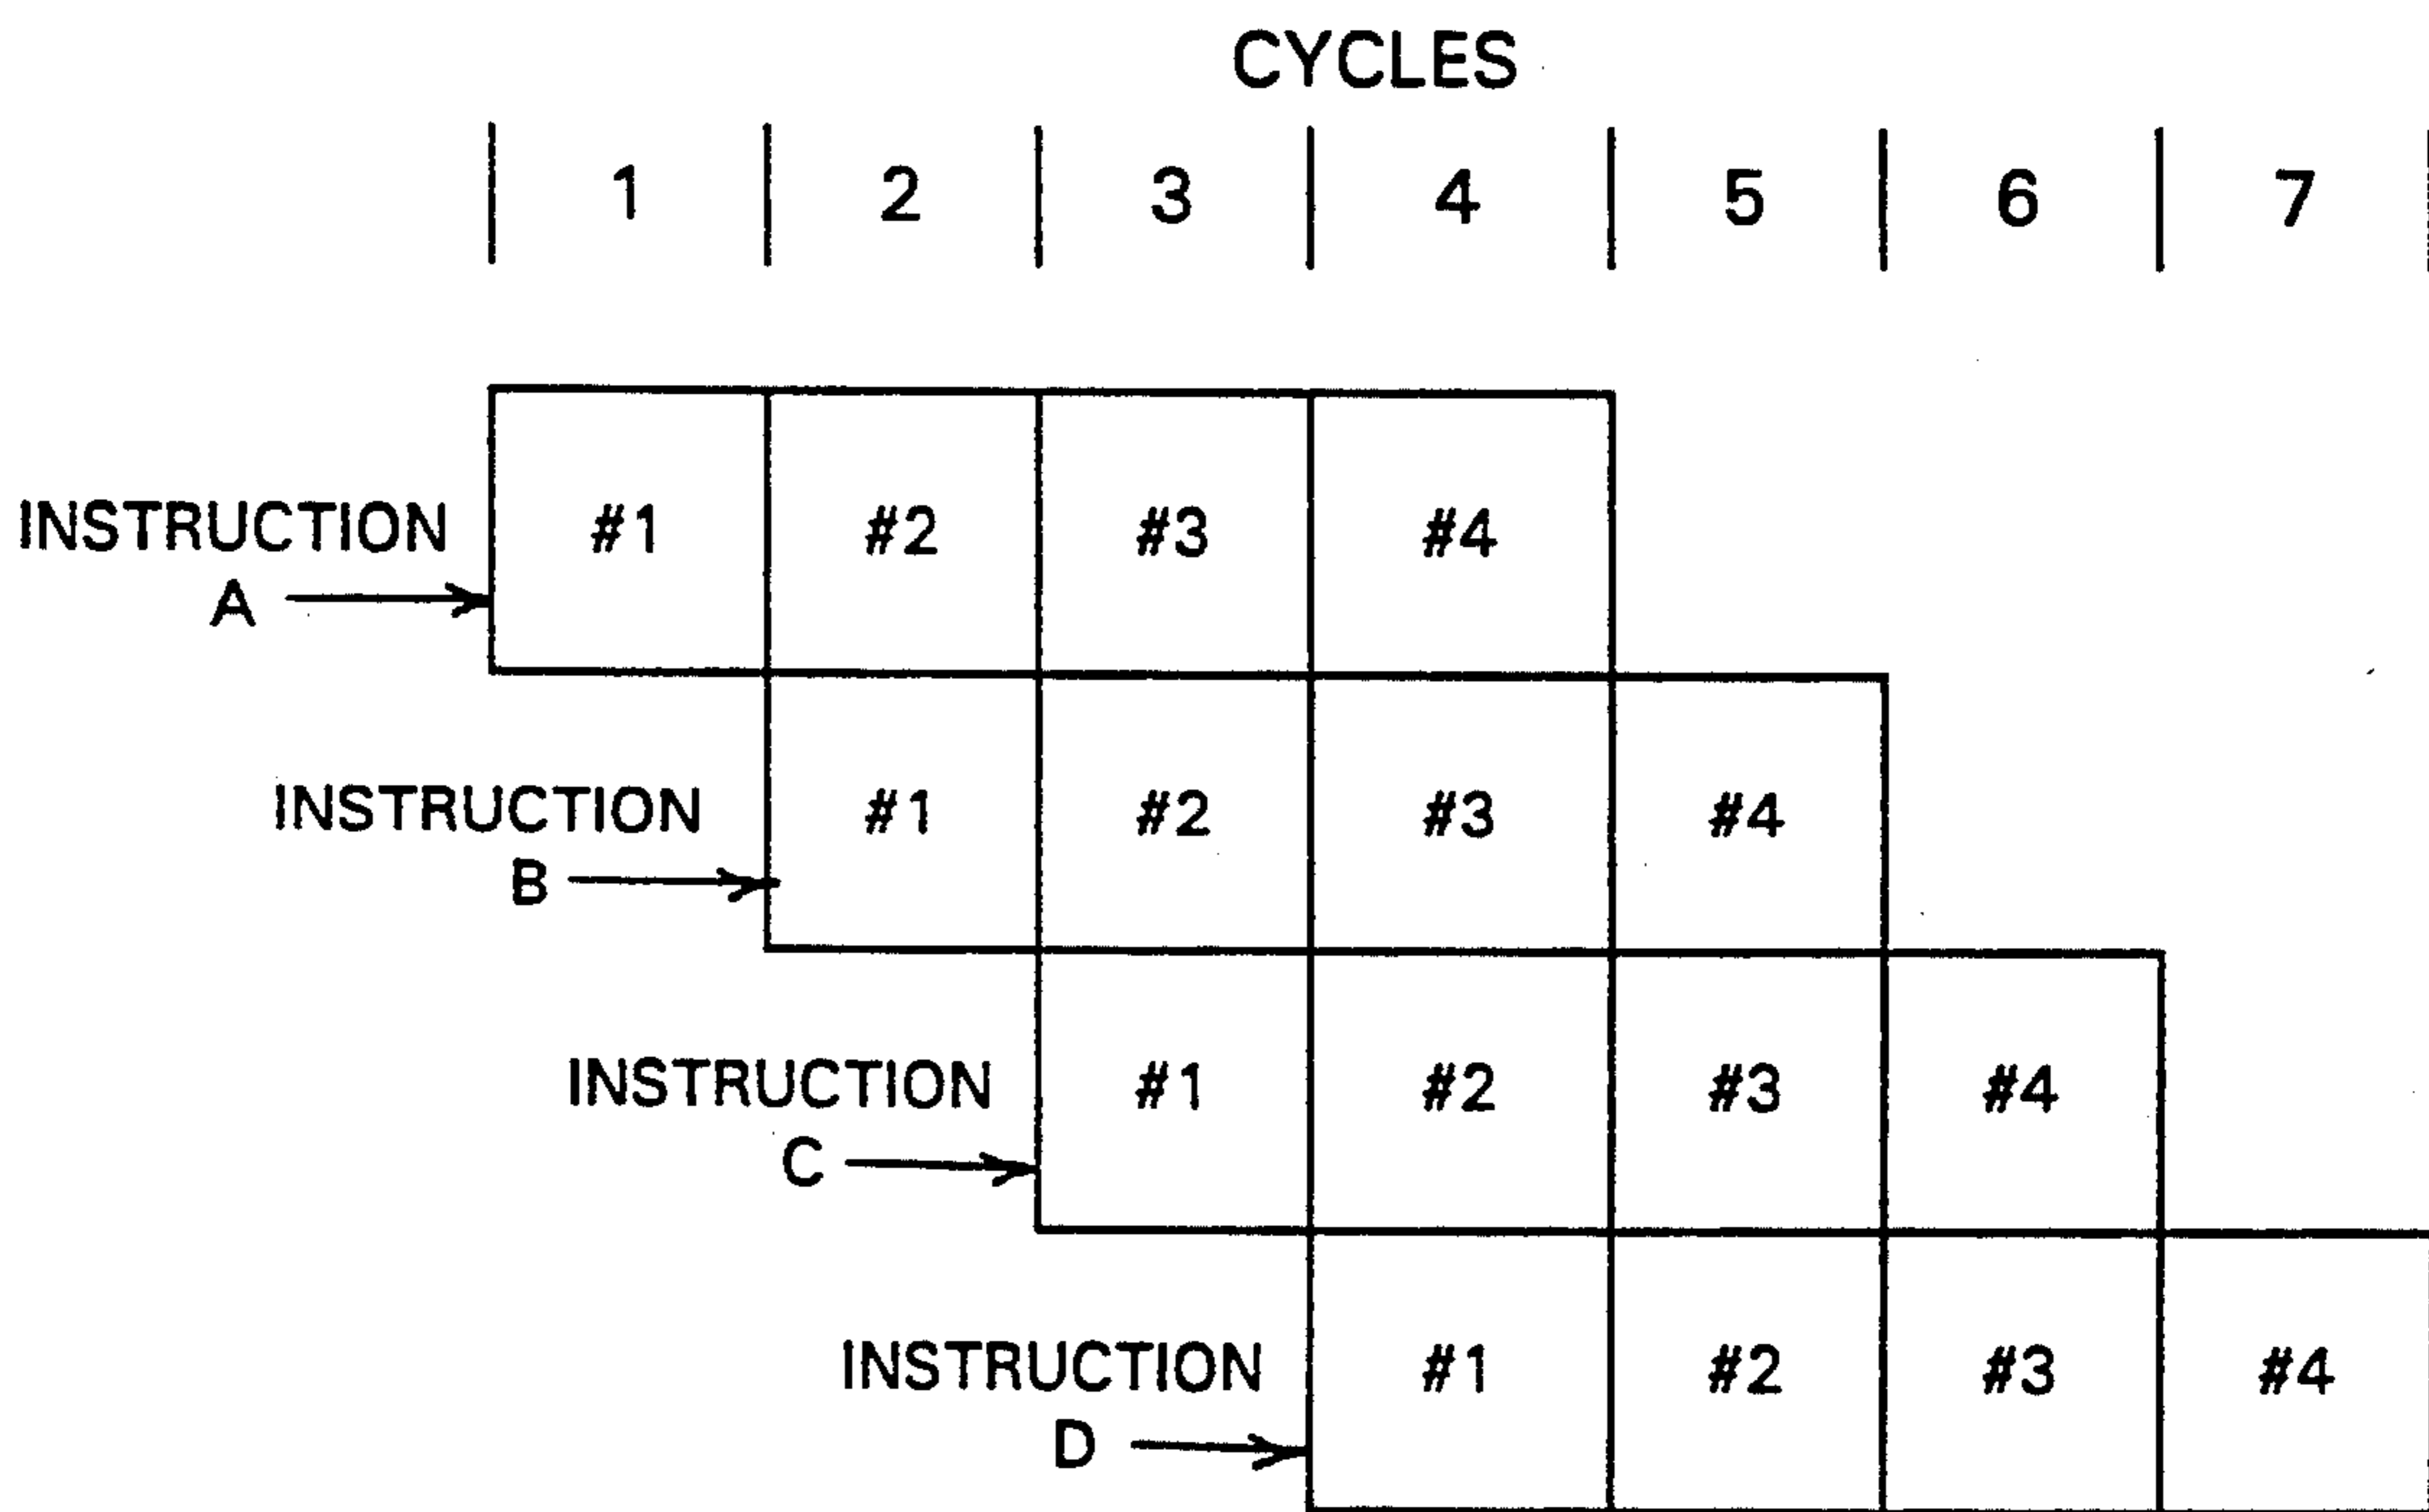 CYCLES
1 2 3 4 5 6 7
INSTRUCTION
A
#1 #2 #3 #4
INSTRUCTION
B
#1 #2 #3 #4
INSTRUCTION
C
#1 #2 #3 #4
INSTRUCTION
D
#1 #2 #3 #4